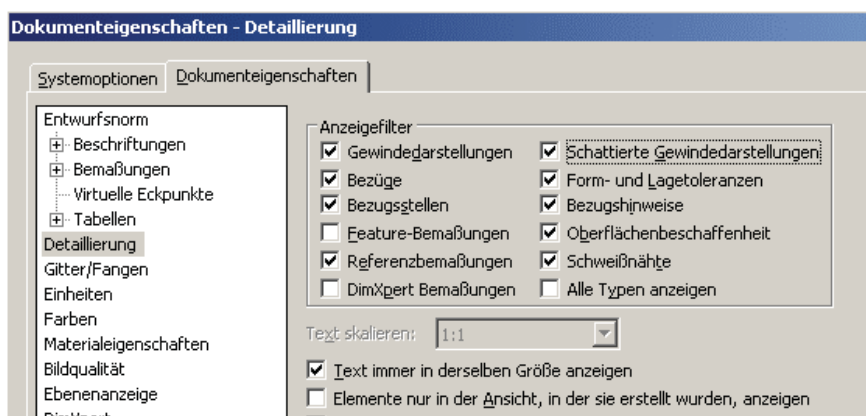 Dokumenteigenschaften - Detaillierung
Systemoptionen Dokumenteigenschaften
Entwurfsnorm
Beschriftungen
Bemaßungen
Virtuelle Eckpunkte
Tabellen
Detaillierung
Gitter/Fangen
Einheiten
Farben
Materialeigenschaften
Bildqualität
Ebenenanzeige
Anzeigefilter
Gewindedarstellungen Schattierte Gewindedarstellungen
Bezüge Form- und Lagetoleranzen
Bezugsstellen Bezugshinweise
Feature-Bemaßungen Oberflächenbeschaffenheit
Referenzbemaßungen Schweißnähte
DimXpert Bemaßungen Alle Typen anzeigen
Text skalieren: 1:1
Text immer in derselben Größe anzeigen
Elemente nur in der Ansicht, in der sie erstellt wurden, anzeigen